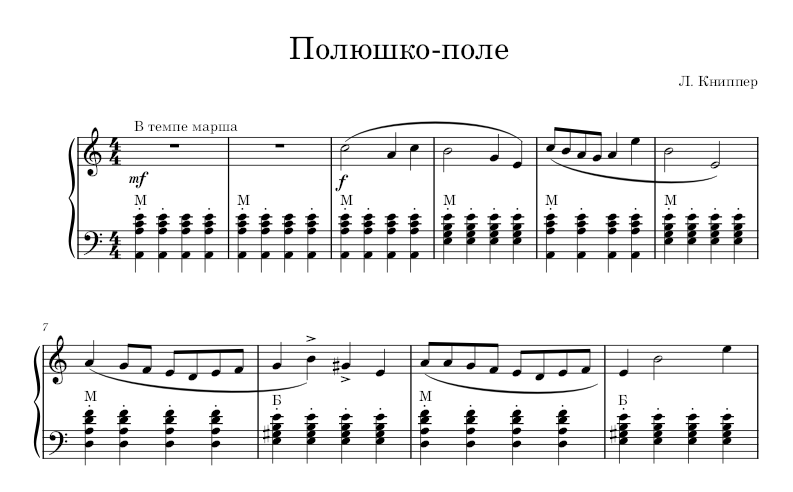 Полюшко-поле
Л. Книппер
В темпе марша
mf
f
М М М М М М
7
М Б М Б